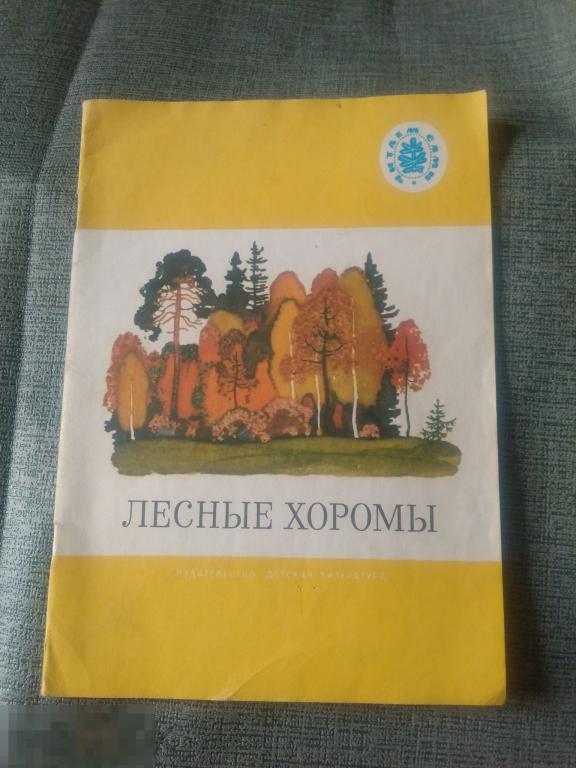 ЧИТАЕМ САМИ
ЛЕСНЫЕ ХОРОМЫ
ИЗДАТЕЛЬСТВО ДЕТСКАЯ ЛИТЕРАТУРА